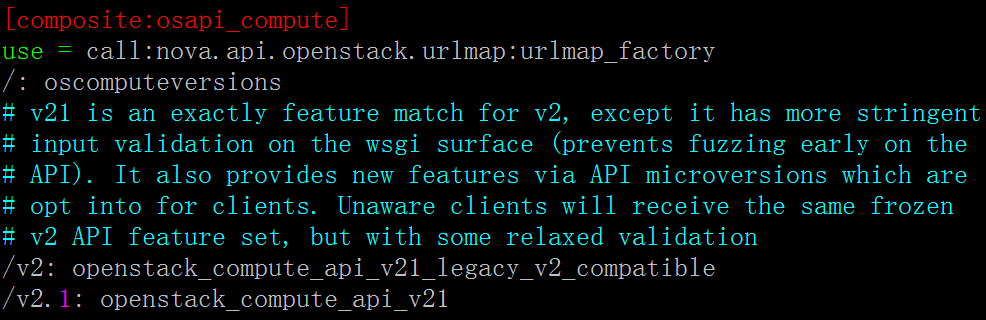 [composite:osapi_compute]
use = call:nova.api.openstack.urlmap:urlmap_factory
/: oscomputeversions
# v21 is an exactly feature match for v2, except it has more stringent
# input validation on the wsgi surface (prevents fuzzing early on the
# API). It also provides new features via API microversions which are
# opt into for clients. Unaware clients will receive the same frozen
# v2 API feature set, but with some relaxed validation
/v2: openstack_compute_api_v21_legacy_v2_compatible
/v2.1: openstack_compute_api_v21